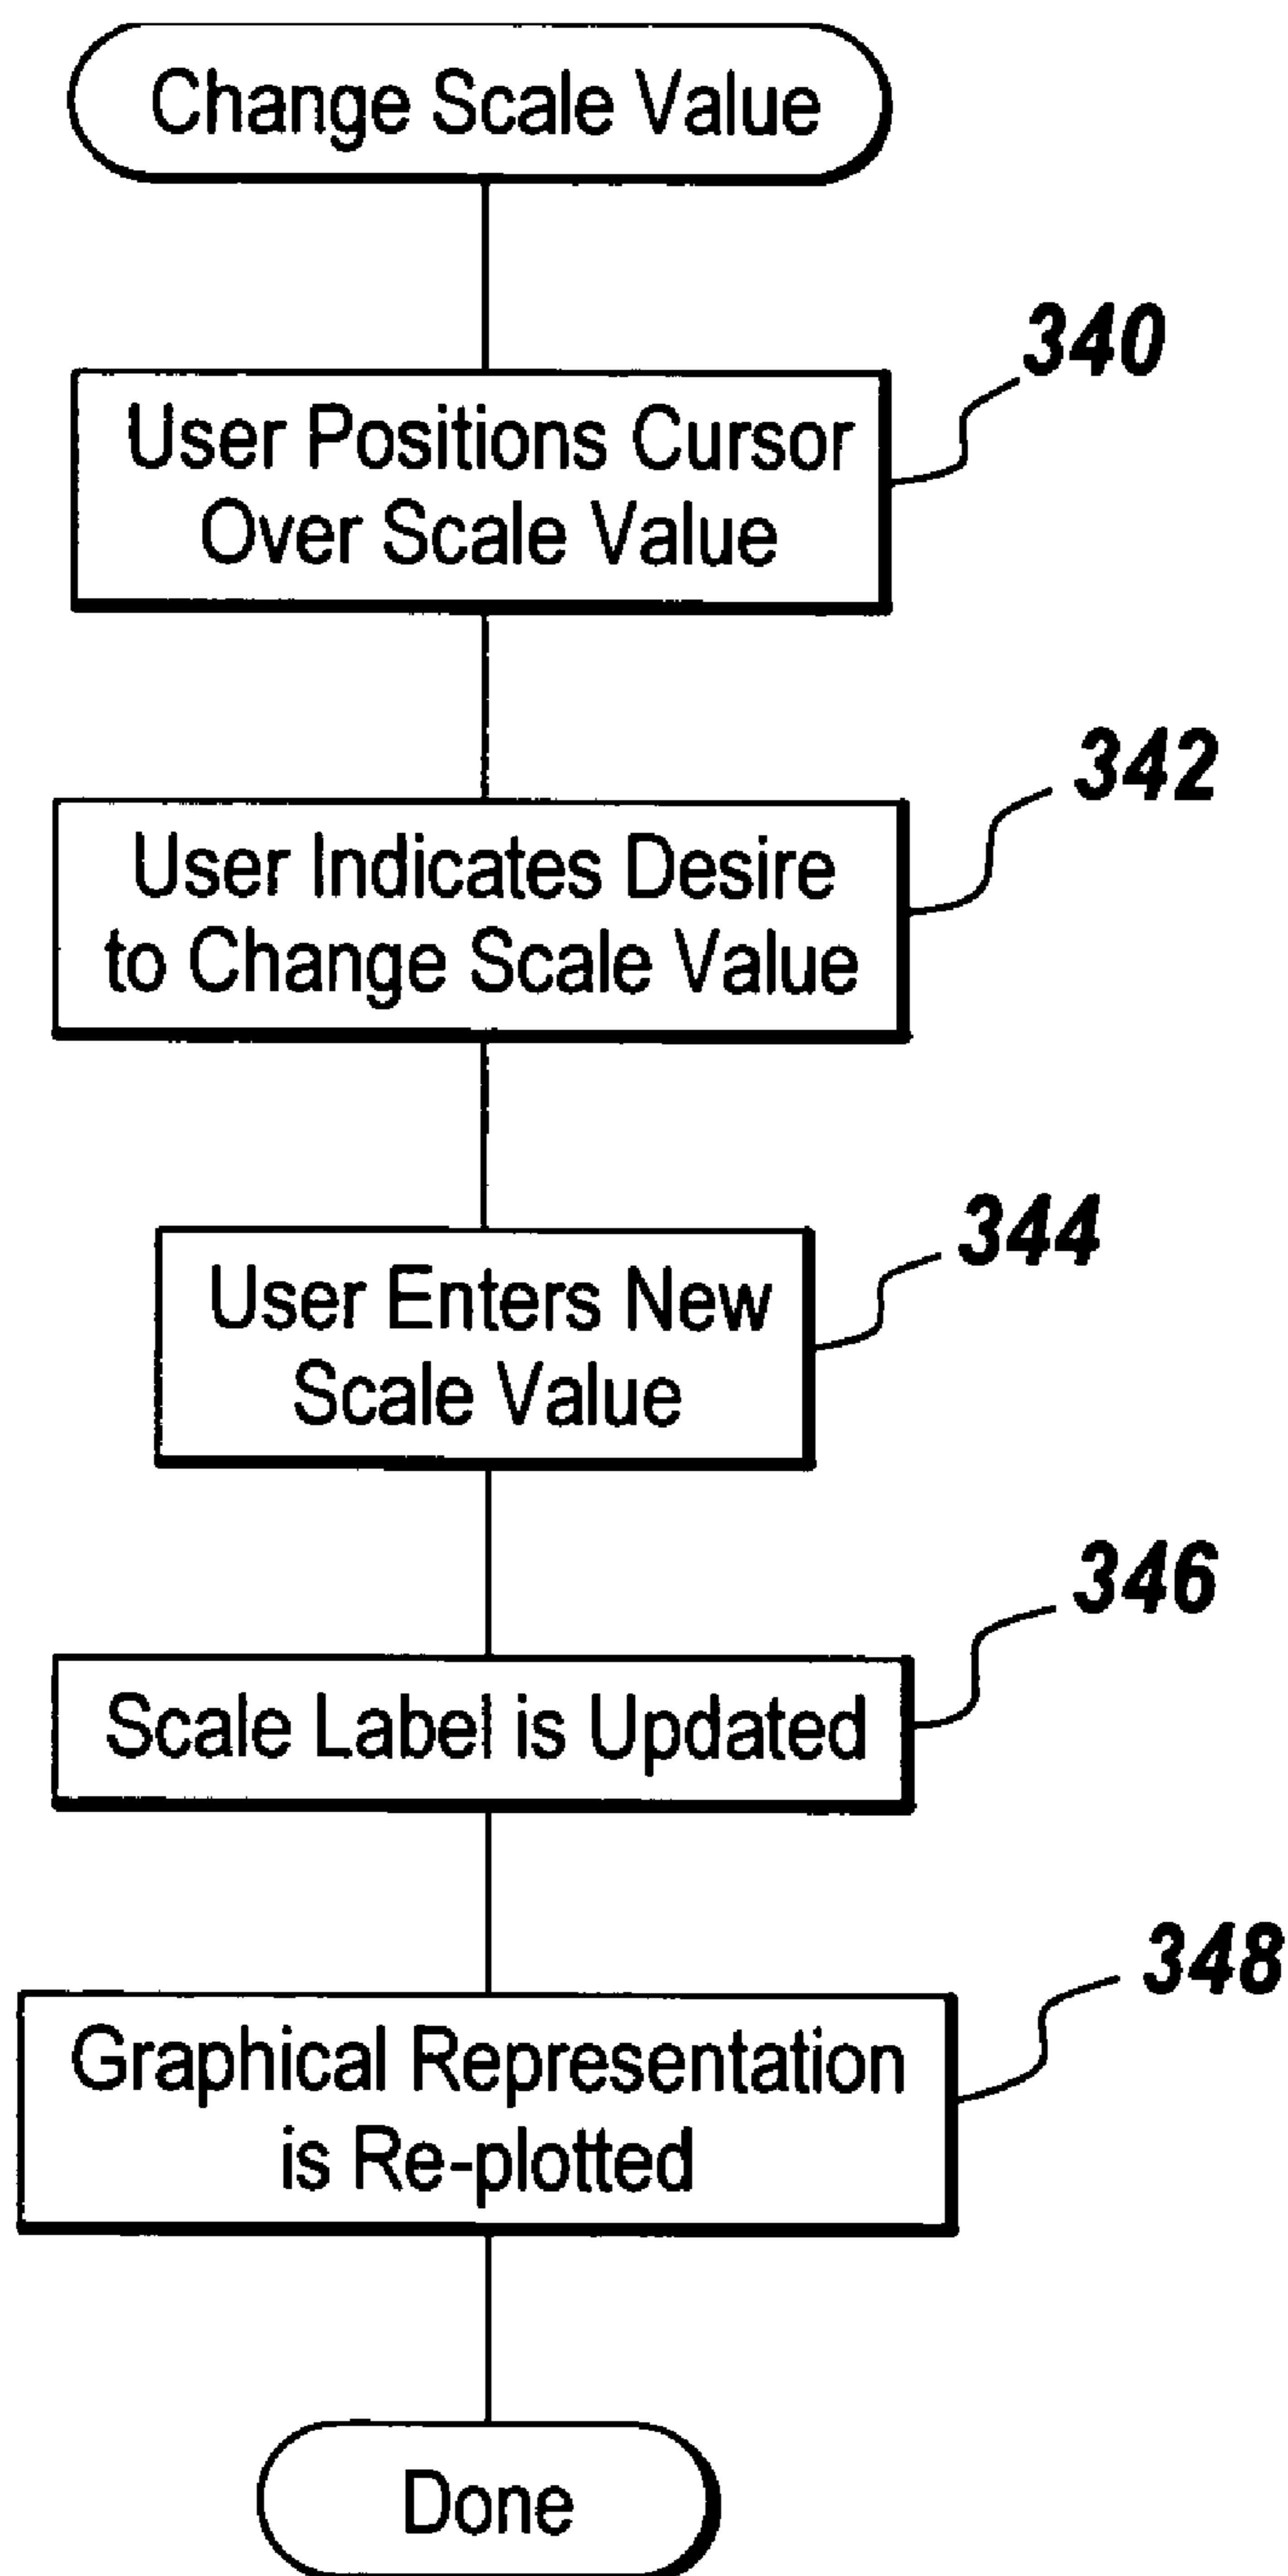 Change Scale Value
340
User Positions Cursor
Over Scale Value
342
User Indicates Desire
to Change Scale Value
344
User Enters New
Scale Value
346
Scale Label is Updated
348
Graphical Representation
is Re-plotted
Done